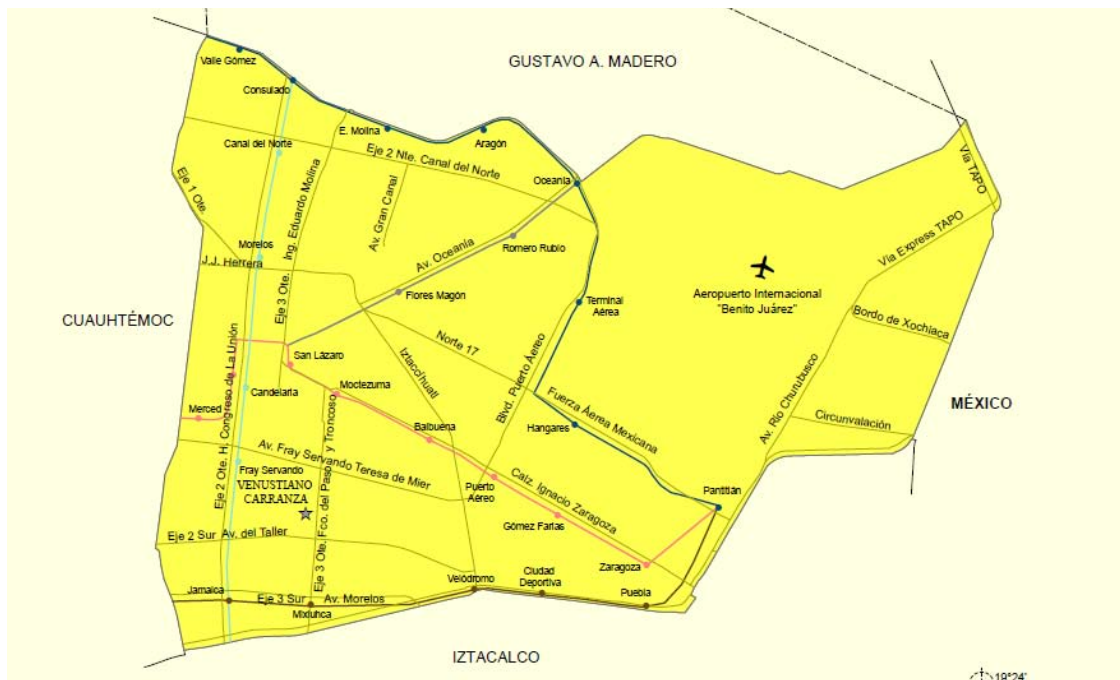 GUSTAVO A. MADERO
Valle Gómez
Consulado
Canal del Norte
E. Molina
Aragón
Eje 2 Nte. Canal del Norte
Oceanía
Vía TAPO
Eje 1 Ote.
Ing. Eduardo Molina
Av. Gran Canal
Morelos
Av. Oceanía
Romero Rubio
Vía Express TAPO
J.J. Herrera
Eje 3 Ote.
Flores Magón
Terminal
Aérea
Aeropuerto Internacional
"Benito Juárez"
Bordo de Xochiaca
CUAUHTÉMOC
Norte 17
San Lázaro
Iztaccíhuatl
Blvd. Puerto Aéreo
Eje 2 Ote. H. Congreso de La Unión
Candelaria
Moctezuma
Merced
Fuerza Áerea Mexicana
Av. Río Churubusco
MÉXICO
Circunvalación
Hangares
Balbuena
Av. Fray Servando Teresa de Mier
Fray Servando
VENUSTIANO
CARRANZA
Eje 3 Ote. Fco. del Paso y Troncoso
Puerto
Aéreo
Calz. Ignacio Zaragoza
Pantitlán
Gómez Farías
Eje 2 Sur Av. del Taller
Zaragoza
Velódromo
Ciudad
Deportiva
Puebla
Jamaica
Eje 3 Sur Av. Morelos
Mixiuhca
IZTACALCO
19°24'